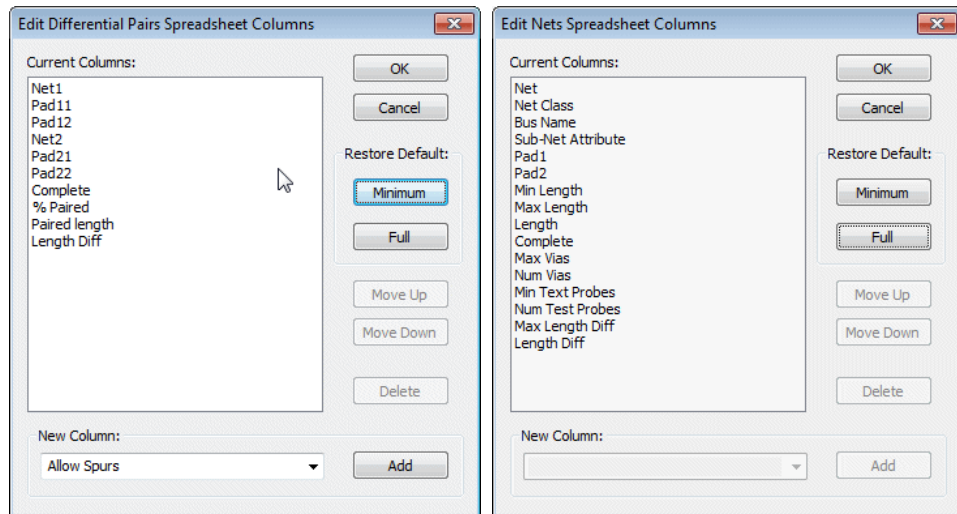 Edit Differential Pairs Spreadsheet Columns
Current Columns:
Net1
Pad11
Pad12
Net2
Pad21
Pad22
Complete
% Paired
Paired length
Length Diff
OK
Cancel
Restore Default:
Minimum
Full
Move Up
Move Down
Delete
New Column:
Allow Spurs
Add
Edit Nets Spreadsheet Columns
Current Columns:
Net
Net Class
Bus Name
Sub-Net Attribute
Pad1
Pad2
Min Length
Max Length
Length
Complete
Max Vias
Num Vias
Min Text Probes
Num Test Probes
Max Length Diff
Length Diff
OK
Cancel
Restore Default:
Minimum
Full
Move Up
Move Down
Delete
New Column:
Add